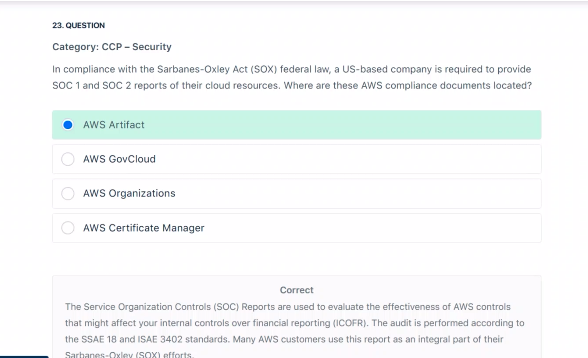 23. QUESTION
Category: CCP – Security
In compliance with the Sarbanes-Oxley Act (SOX) federal law, a US-based company is required to provide
SOC 1 and SOC 2 reports of their cloud resources. Where are these AWS compliance documents located?
AWS Artifact
AWS GovCloud
AWS Organizations
AWS Certificate Manager
Correct
The Service Organization Controls (SOC) Reports are used to evaluate the effectiveness of AWS controls
that might affect your internal controls over financial reporting (ICOFR). The audit is performed according to
the SSAE 18 and ISAE 3402 standards. Many AWS customers use this report as an integral part of their
Sarbanes-Oxley (SOX) efforts.